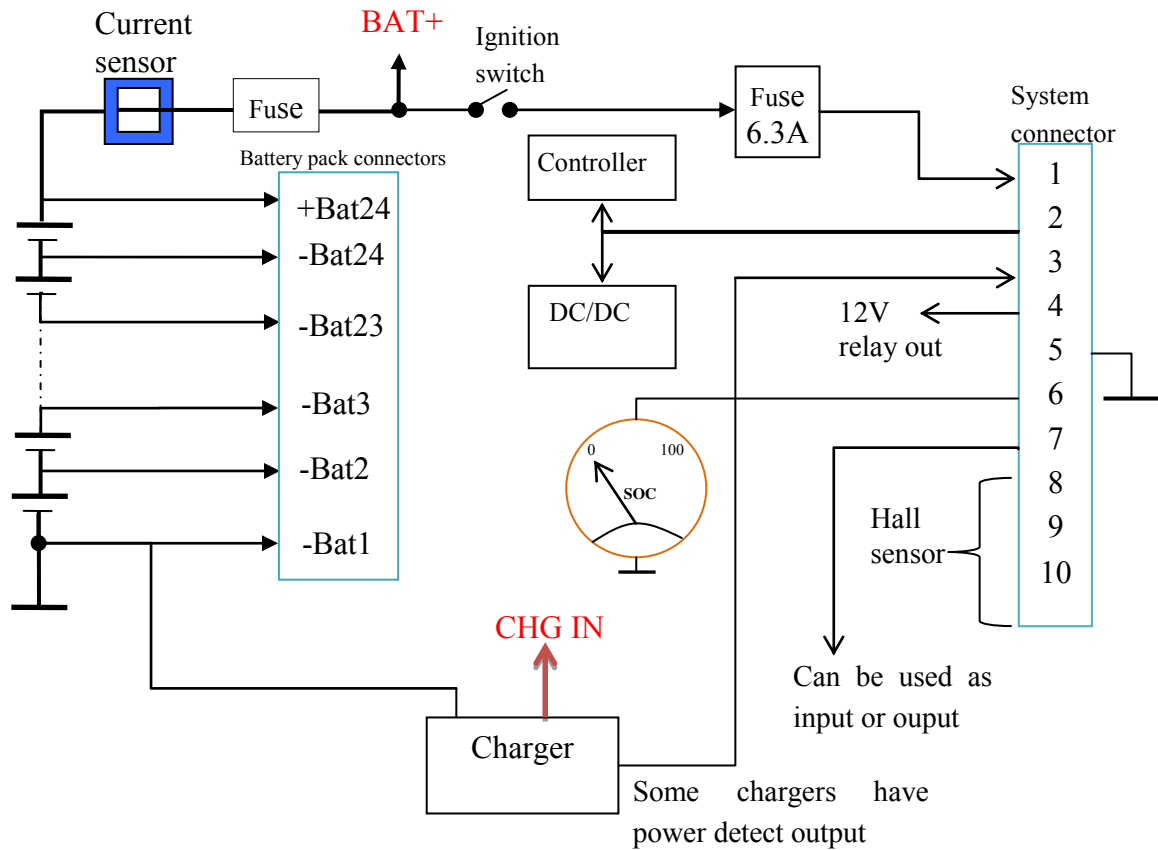 Current
sensor
BAT+
Ignition
switch
Fuse
Fuse
6.3A
System
connector
Battery pack connectors
+Bat24
-Bat24
-Bat23
-Bat3
-Bat2
-Bat1
Controller
DC/DC
12V
relay out
1
2
3
4
5
6
7
8
9
10
0
100
SOC
Hall
sensor
CHG IN
Charger
Can be used as
input or ouput
Some chargers have
power detect output